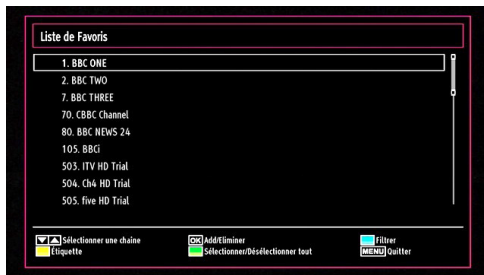 Liste de Favoris
1. BBC ONE
2. BBC TWO
7. BBC THREE
70. CBBC Channel
80. BBC NEWS 24
105. BBCi
503. ITV HD Trial
504. Ch4 HD Trial
505. five HD Trial
Sélectionner une chaine
OK Add/Eliminer
Filtrer
Étiquette
Sélectionner/Désélectionner tout
MENU Quitter